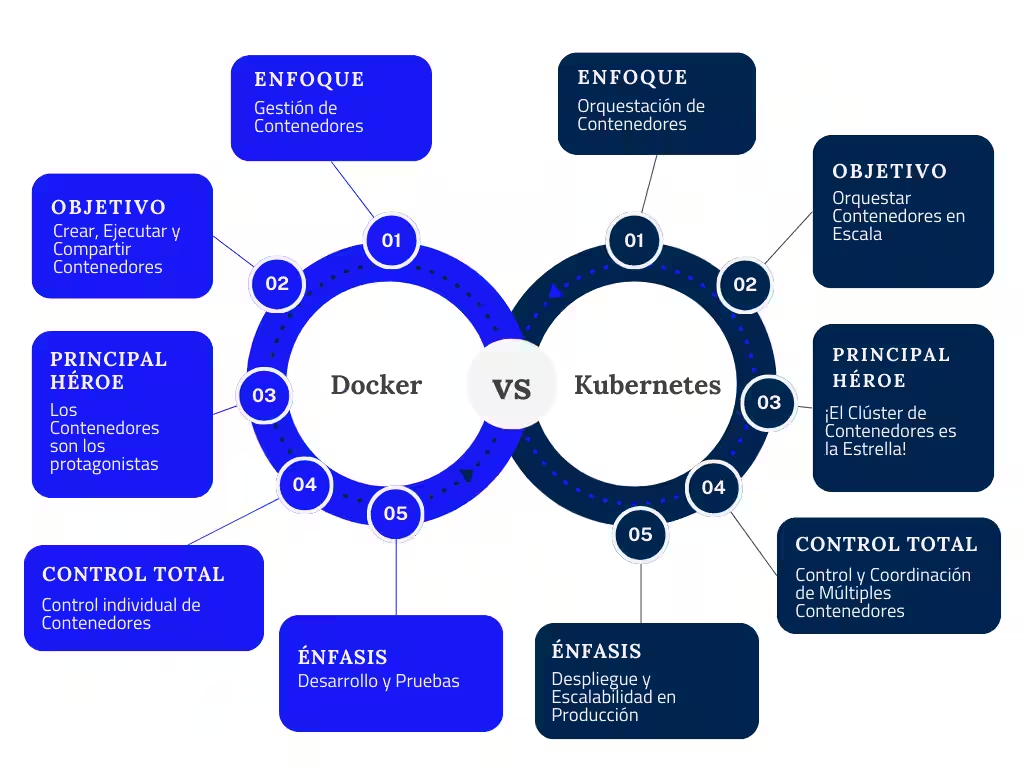 ENFOQUE
Gestión de
Contenedores
01
OBJETIVO
Crear, Ejecutar y
Compartir
Contenedores
02
PRINCIPAL
HÉROE
Los
Contenedores
son los
protagonistas
03
CONTROL TOTAL
Control individual de
Contenedores
04
ÉNFASIS
Desarrollo y Pruebas
05
Docker
vs
Kubernetes
ENFOQUE
Orquestación de
Contenedores
01
OBJETIVO
Orquestar
Contenedores en
Escala
02
PRINCIPAL
HÉROE
¡El Clúster de
Contenedores es
la Estrella!
03
CONTROL TOTAL
Control y Coordinación
de Múltiples
Contenedores
04
ÉNFASIS
Despliegue y
Escalabilidad en
Producción
05